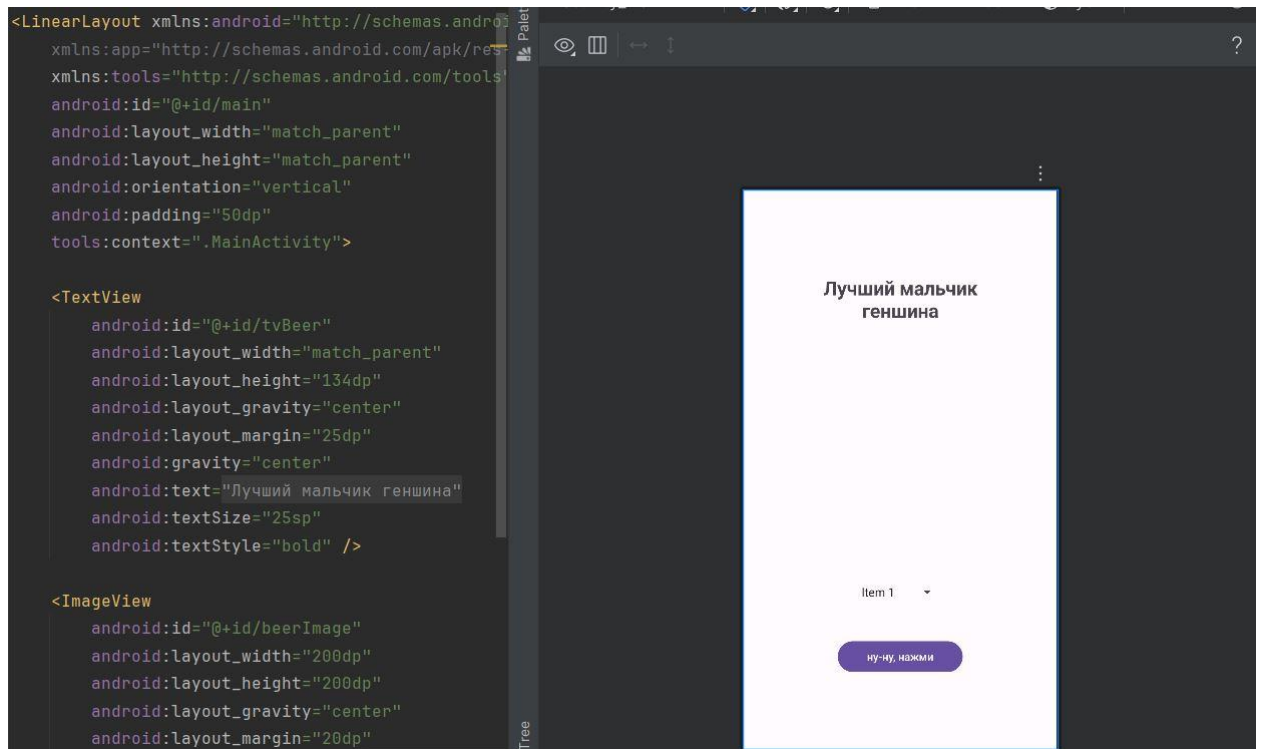 <LinearLayout xmlns:android="http://schemas.androi
xmlns:app="http://schemas.android.com/apk/res-
xmlns:tools="http://schemas.android.com/tools"
android:id="@+id/main"
android:layout_width="match_parent"
android:layout_height="match_parent"
android:orientation="vertical"
android:padding="50dp"
tools:context=".MainActivity">
<TextView
android:id="@+id/tvBeer"
android:layout_width="match_parent"
android:layout_height="134dp"
android:layout_gravity="center"
android:layout_margin="25dp"
android:gravity="center"
android:text="Лучший мальчик геншина"
android:textSize="25sp"
android:textStyle="bold" />
<ImageView
android:id="@+id/beerImage"
android:layout_width="200dp"
android:layout_height="200dp"
android:layout_gravity="center"
android:layout_margin="20dp"
Palet
Tree
?
Лучший мальчик
геншина
Item 1
ну-ну, нажми